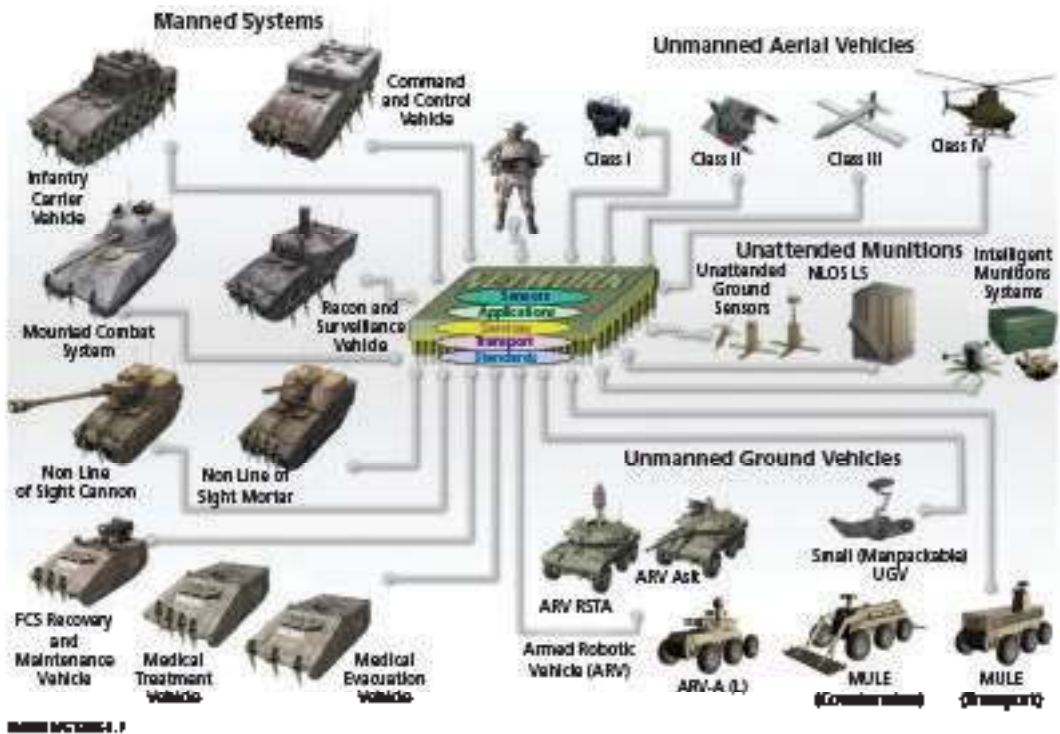 Manned Systems
Unmanned Aerial Vehicles
Command
and Control
Vehicle
Class I
Class II
Class III
Class IV
Infantry
Carrier
Vehicle
Unattended Munitions
Unattended
Ground
Sensors
NLOS LS
Intelligent
Munitions
Systems
Sensors
Applications
Services
Transport
Standards
Recon and
Surveillance
Vehicle
Mounted Combat
System
Non Line
of Sight Cannon
Non Line of
Sight Mortar
Unmanned Ground Vehicles
Small (Manpackable)
UGV
ARV RSTA
ARV Aslt
FCS Recovery
and
Maintenance
Vehicle
Medical
Treatment
Vehicle
Medical
Evacuation
Vehicle
Armed Robotic
Vehicle (ARV)
ARV-A (L)
MULE
(Countermine)
MULE
(Transport)